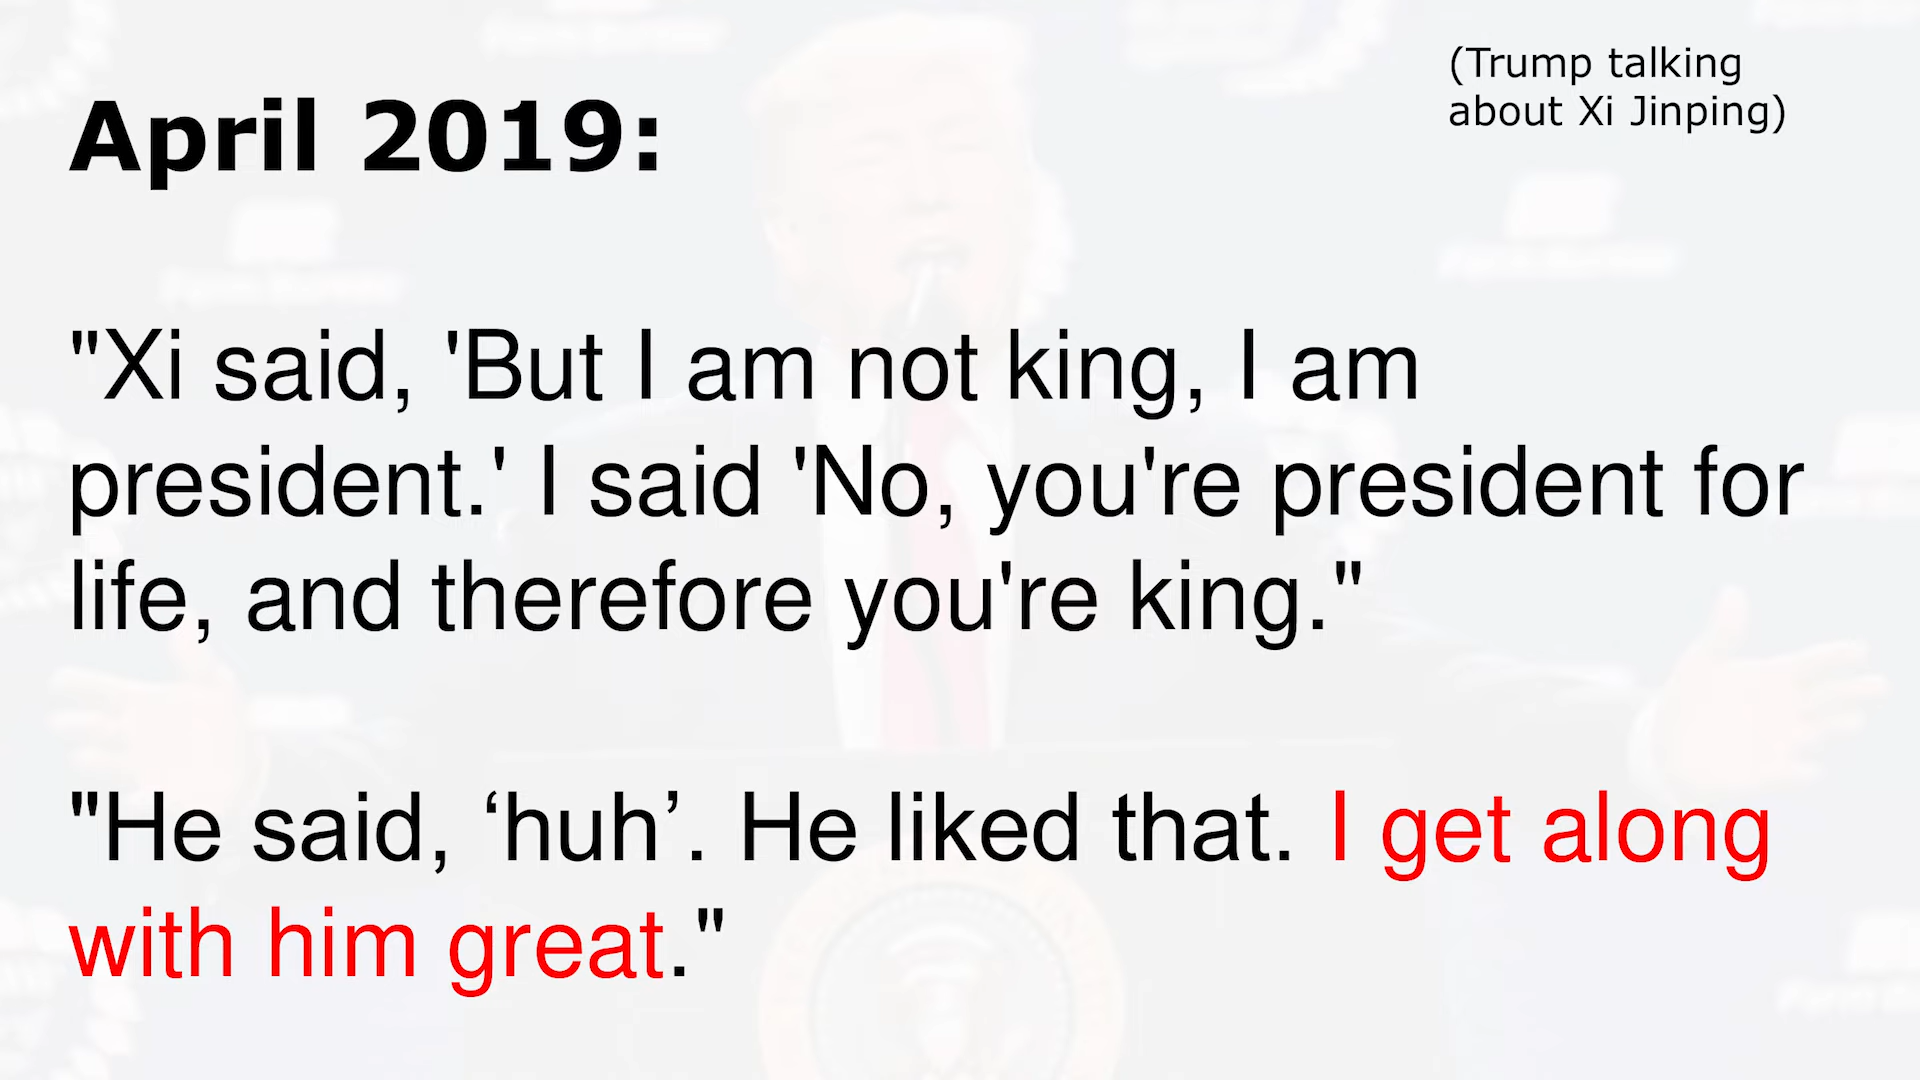 (Trump talking
about Xi Jinping)
April 2019:
"Xi said, 'But I am not king, I am
president.' I said 'No, you're president for
life, and therefore you're king."
"He said, ‘huh’. He liked that. I get along
with him great."